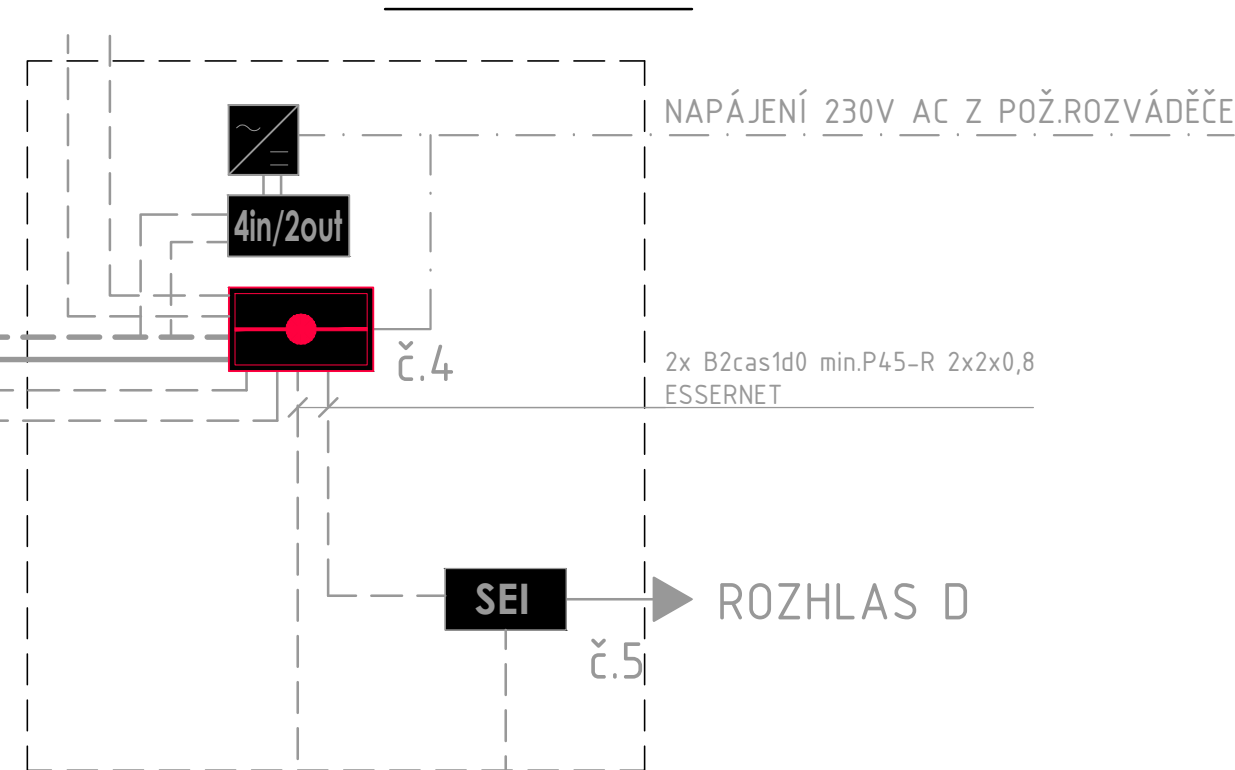 NAPÁJENÍ 230V AC Z POŽ.ROZVÁDĚČE
4in/2out
č.4
2x B2cas1d0 min.P45-R 2x2x0,8
ESSERNET
SEI
ROZHLAS D
č.5